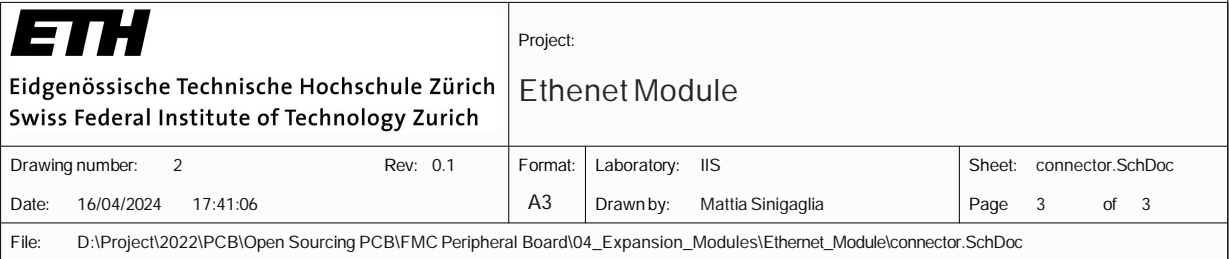 ETH
Eidgenössische Technische Hochschule Zürich
Swiss Federal Institute of Technology Zurich
Project:
Ethenet Module
Drawing number: 2 Rev: 0.1
Date: 16/04/2024 17:41:06
Format:
A3
Laboratory: IIS
Drawn by: Mattia Sinigaglia
Sheet: connector.SchDoc
Page 3 of 3
File: D:\Project\2022\PCB\Open Sourcing PCB\FMC Peripheral Board\04_Expansion_Modules\Ethernet_Module\connector.SchDoc